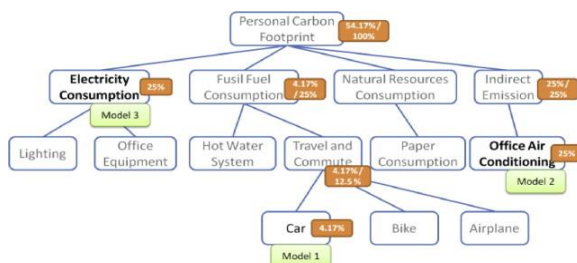 Personal Carbon
Footprint
54.17% /
100%
Electricity
Consumption
25%
Fusil Fuel
Consumption
4.17%
/ 25%
Natural Resources
Consumption
Indirect
Emission
25% /
25%
Model 3
Lighting
Office
Equipment
Hot Water
System
Travel and
Commute
4.17% /
12.5 %
Paper
Consumption
Office Air
Conditioning
25%
Model 2
Car
4.17%
Bike
Airplane
Model 1